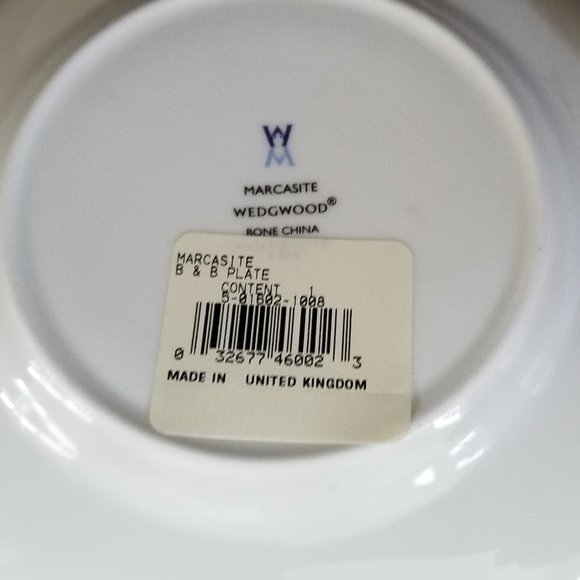 W
MARCASITE
WEDGWOOD®
BONE CHINA
MARCASITE
B & B PLATE
CONTENT 1
5-01802-1008
0 32677 46002 3
MADE IN UNITED KINGDOM